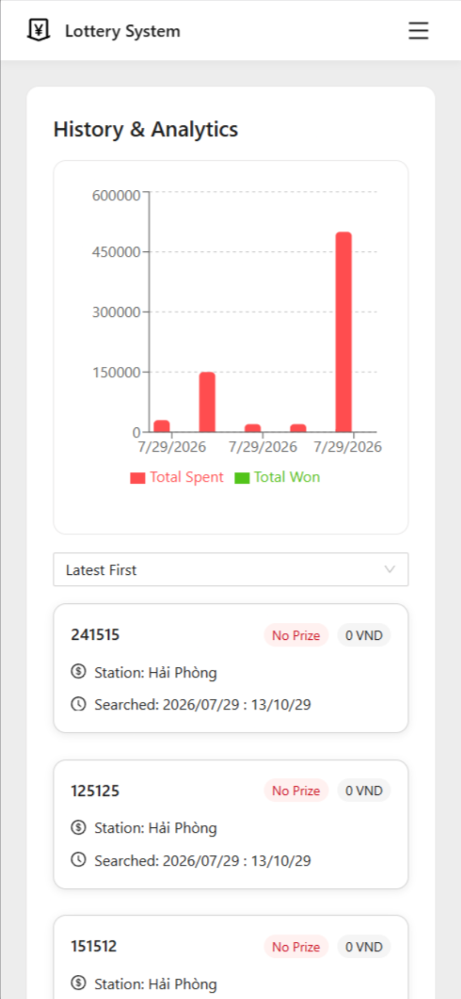 ¥ Lottery System
History & Analytics
600000
450000
300000
150000
0
7/29/2026 7/29/2026 7/29/2026
Total Spent Total Won
Latest First
241515 No Prize 0 VND
Station: Hải Phòng
Searched: 2026/07/29 : 13/10/29
125125 No Prize 0 VND
Station: Hải Phòng
Searched: 2026/07/29 : 13/10/29
151512 No Prize 0 VND
Station: Hải Phòng